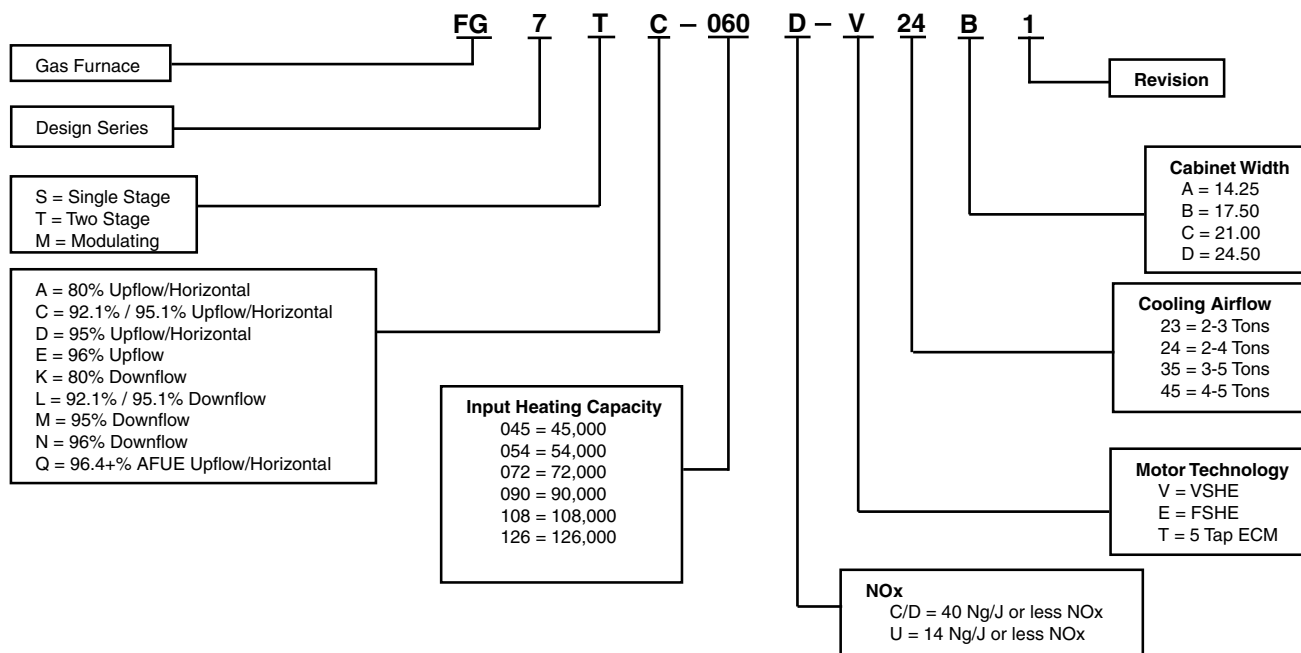 FG 7 T C – 060 D – V 24 B 1
Gas Furnace
Revision
Design Series
S = Single Stage
T = Two Stage
M = Modulating
Cabinet Width
A = 14.25
B = 17.50
C = 21.00
D = 24.50
A = 80% Upflow/Horizontal
C = 92.1% / 95.1% Upflow/Horizontal
D = 95% Upflow/Horizontal
E = 96% Upflow
K = 80% Downflow
L = 92.1% / 95.1% Downflow
M = 95% Downflow
N = 96% Downflow
Q = 96.4+% AFUE Upflow/Horizontal
Cooling Airflow
23 = 2-3 Tons
24 = 2-4 Tons
35 = 3-5 Tons
45 = 4-5 Tons
Input Heating Capacity
045 = 45,000
054 = 54,000
072 = 72,000
090 = 90,000
108 = 108,000
126 = 126,000
Motor Technology
V = VSHE
E = FSHE
T = 5 Tap ECM
NOx
C/D = 40 Ng/J or less NOx
U = 14 Ng/J or less NOx